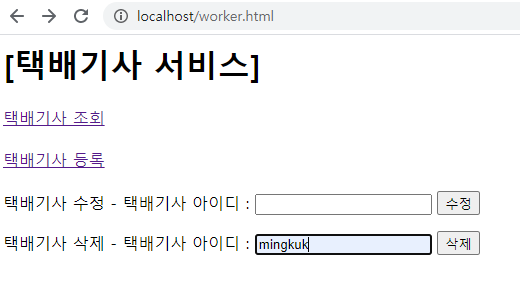 localhost/worker.html
[택배기사 서비스]
택배기사 조회
택배기사 등록
택배기사 수정 - 택배기사 아이디 : 수정
택배기사 삭제 - 택배기사 아이디 : mingkuk 삭제